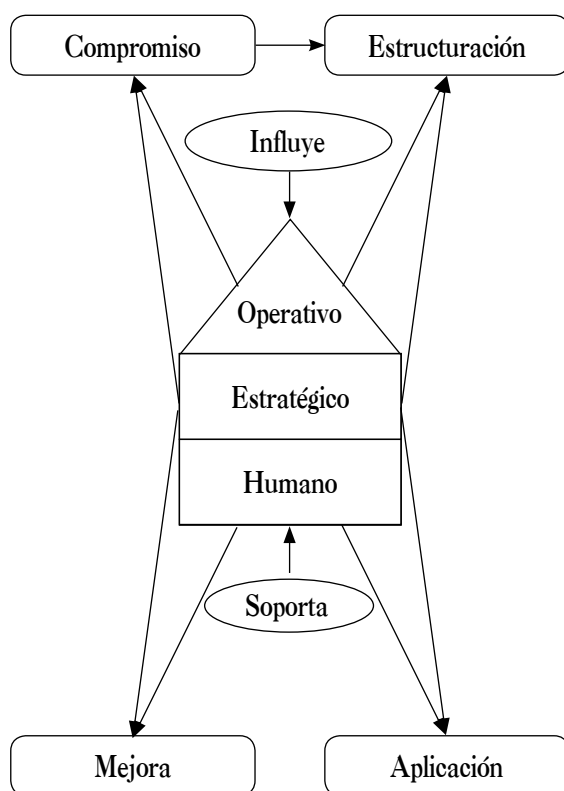 Compromiso
Estructuración
Influye
Operativo
Estratégico
Humano
Soporta
Mejora
Aplicación